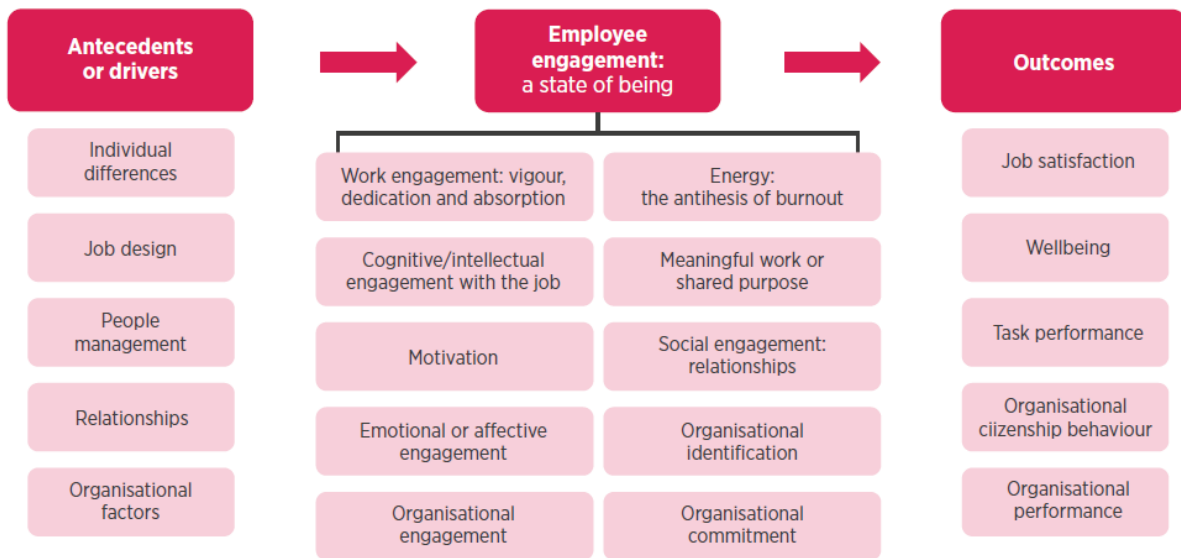 Antecedents
or drivers
Employee
engagement:
a state of being
Outcomes
Individual
differences
Job design
People
management
Relationships
Organisational
factors
Work engagement: vigour,
dedication and absorption
Energy:
the antihesis of burnout
Cognitive/intellectual
engagement with the job
Meaningful work or
shared purpose
Motivation
Social engagement:
relationships
Emotional or affective
engagement
Organisational
identification
Organisational
engagement
Organisational
commitment
Job satisfaction
Wellbeing
Task performance
Organisational
ciizenship behaviour
Organisational
performance